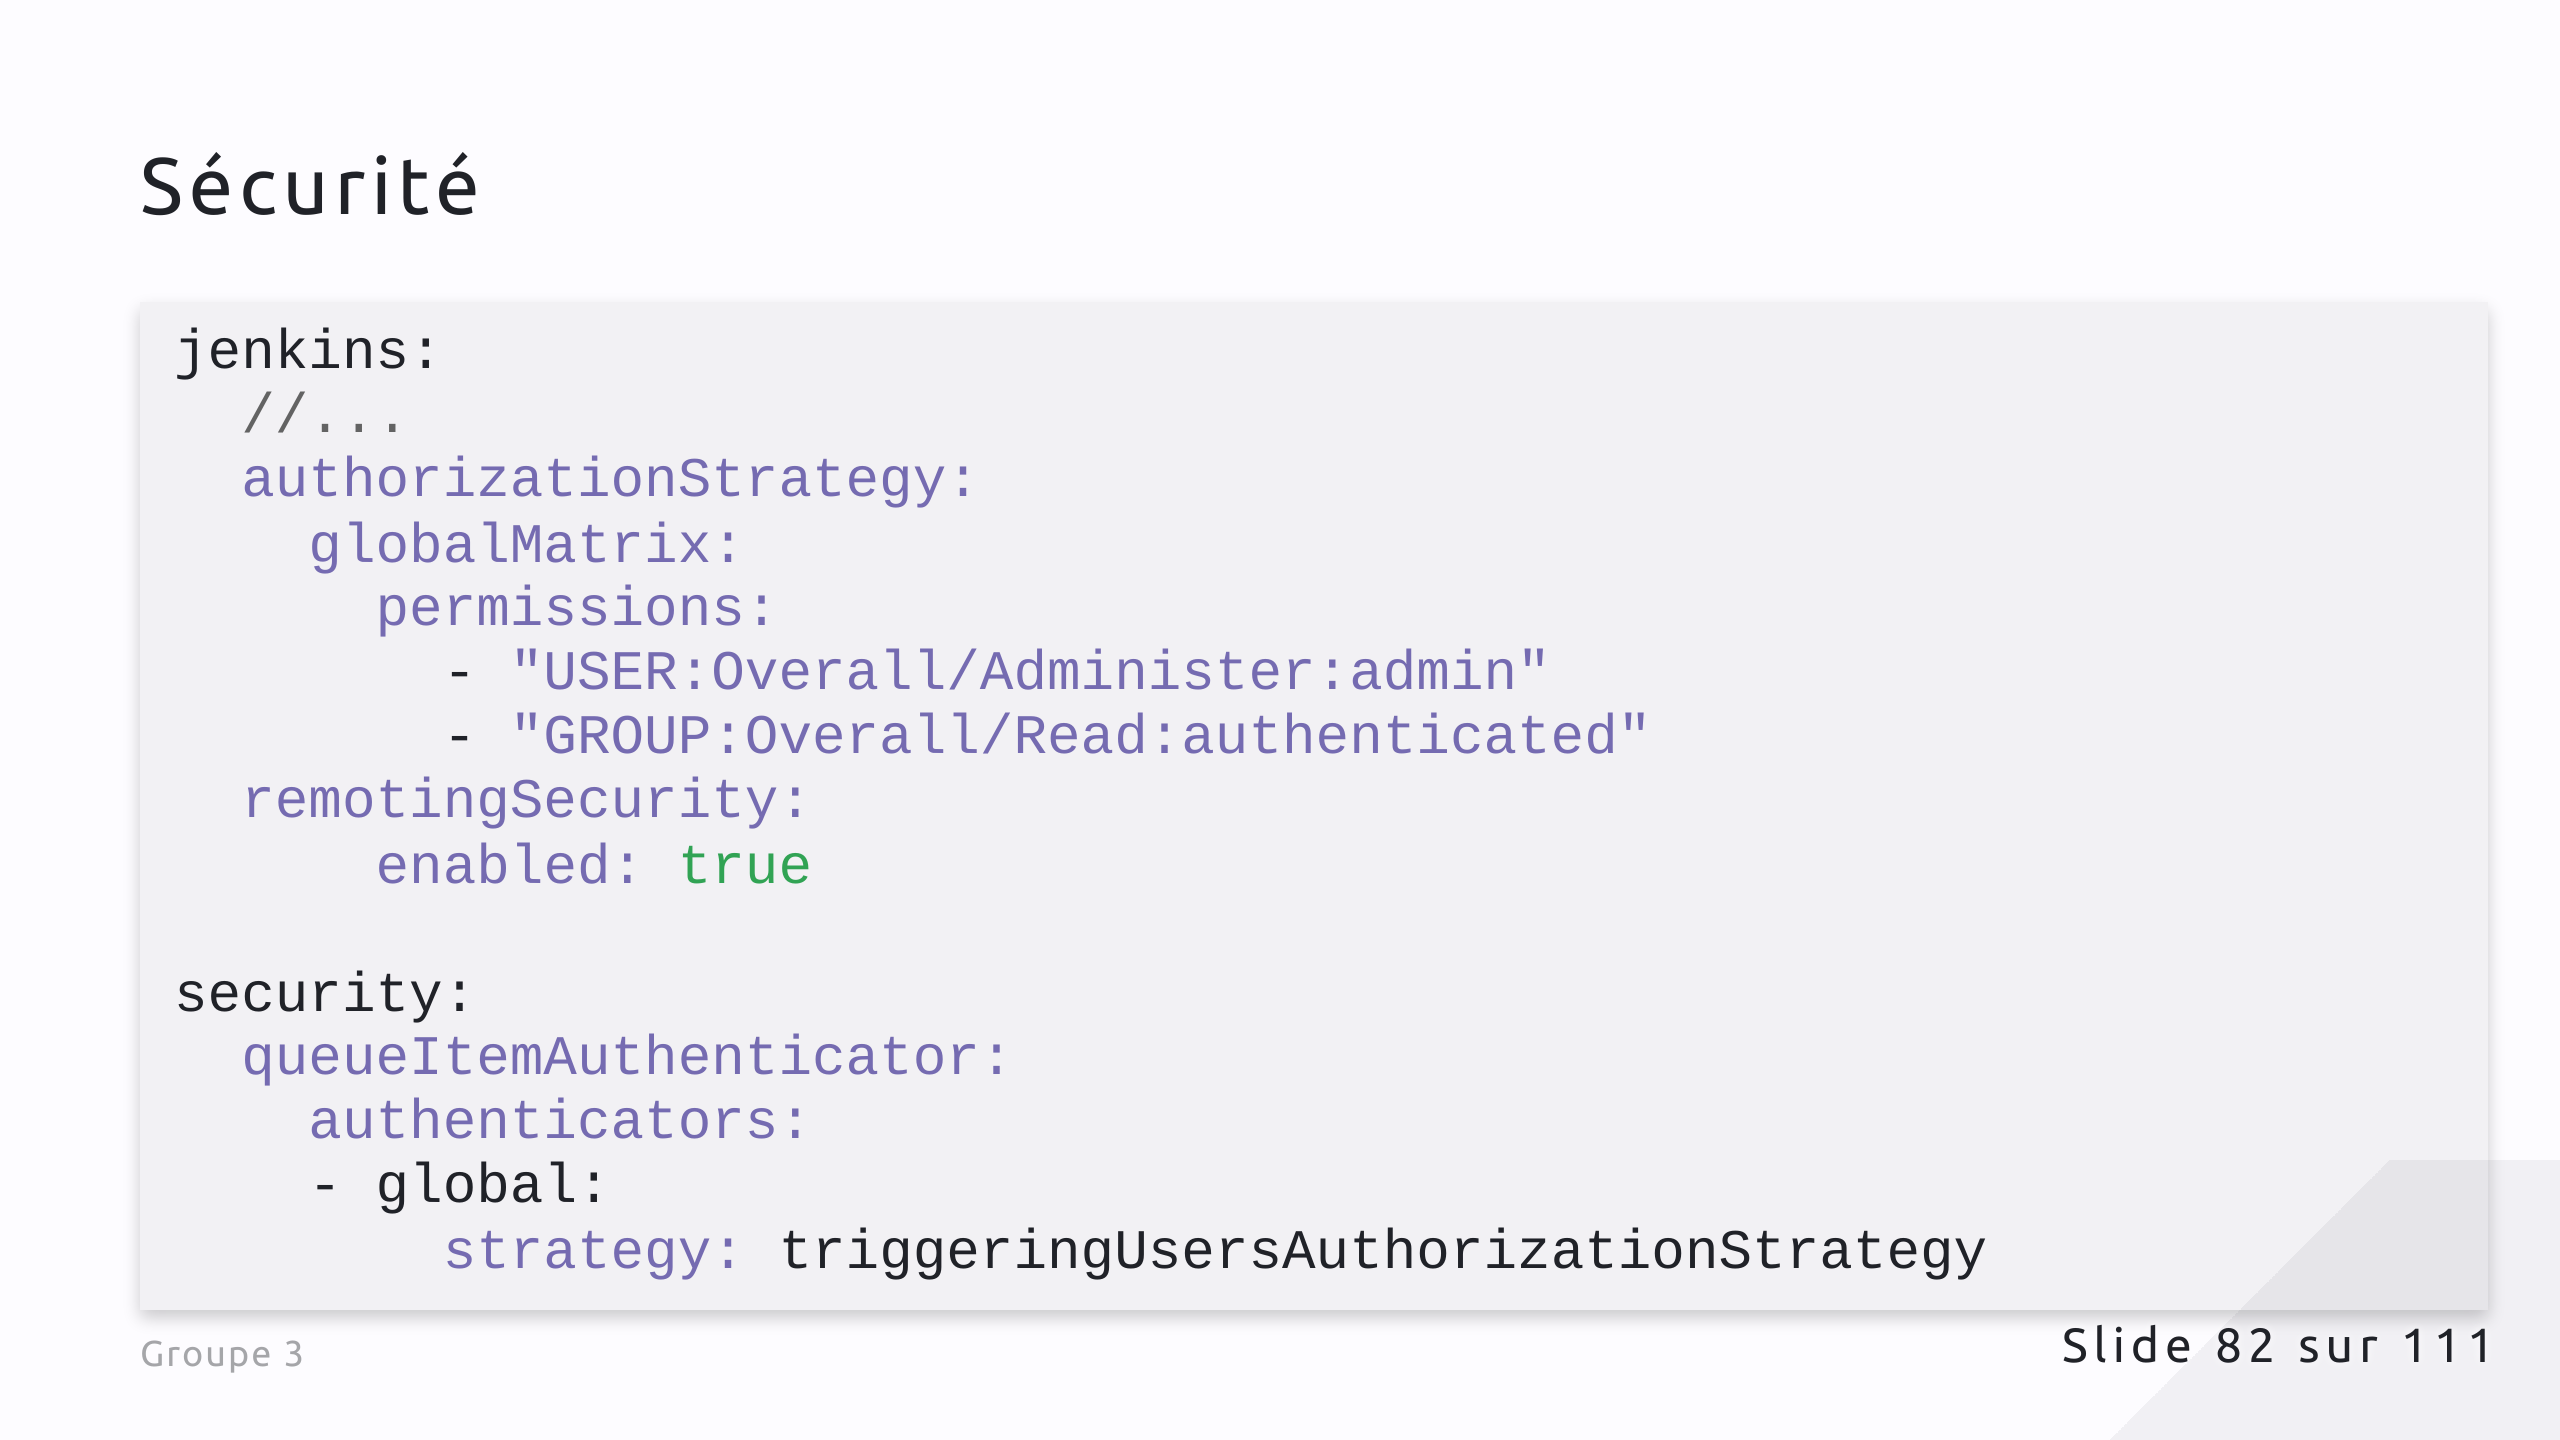 Sécurité
jenkins:
  //...
  authorizationStrategy:
    globalMatrix:
      permissions:
        - "USER:Overall/Administer:admin"
        - "GROUP:Overall/Read:authenticated"
  remotingSecurity:
      enabled: true

security:
  queueItemAuthenticator:
    authenticators:
    - global:
        strategy: triggeringUsersAuthorizationStrategy
Groupe 3
Slide 82 sur 111